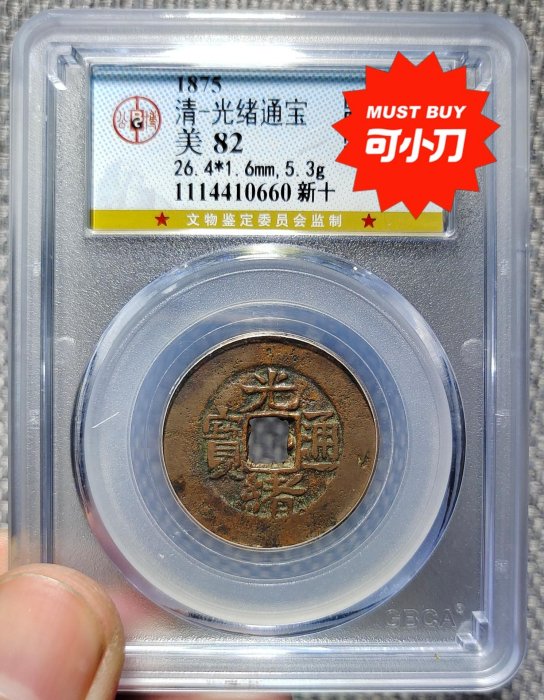 1875
清-光绪通宝
美 82
26.4*1.6mm,5.3g
1114410660 新十
★ 文物鉴定委员会监制 ★
MUST BUY
可小刀
G
光
寶 通
緒
GBCA®